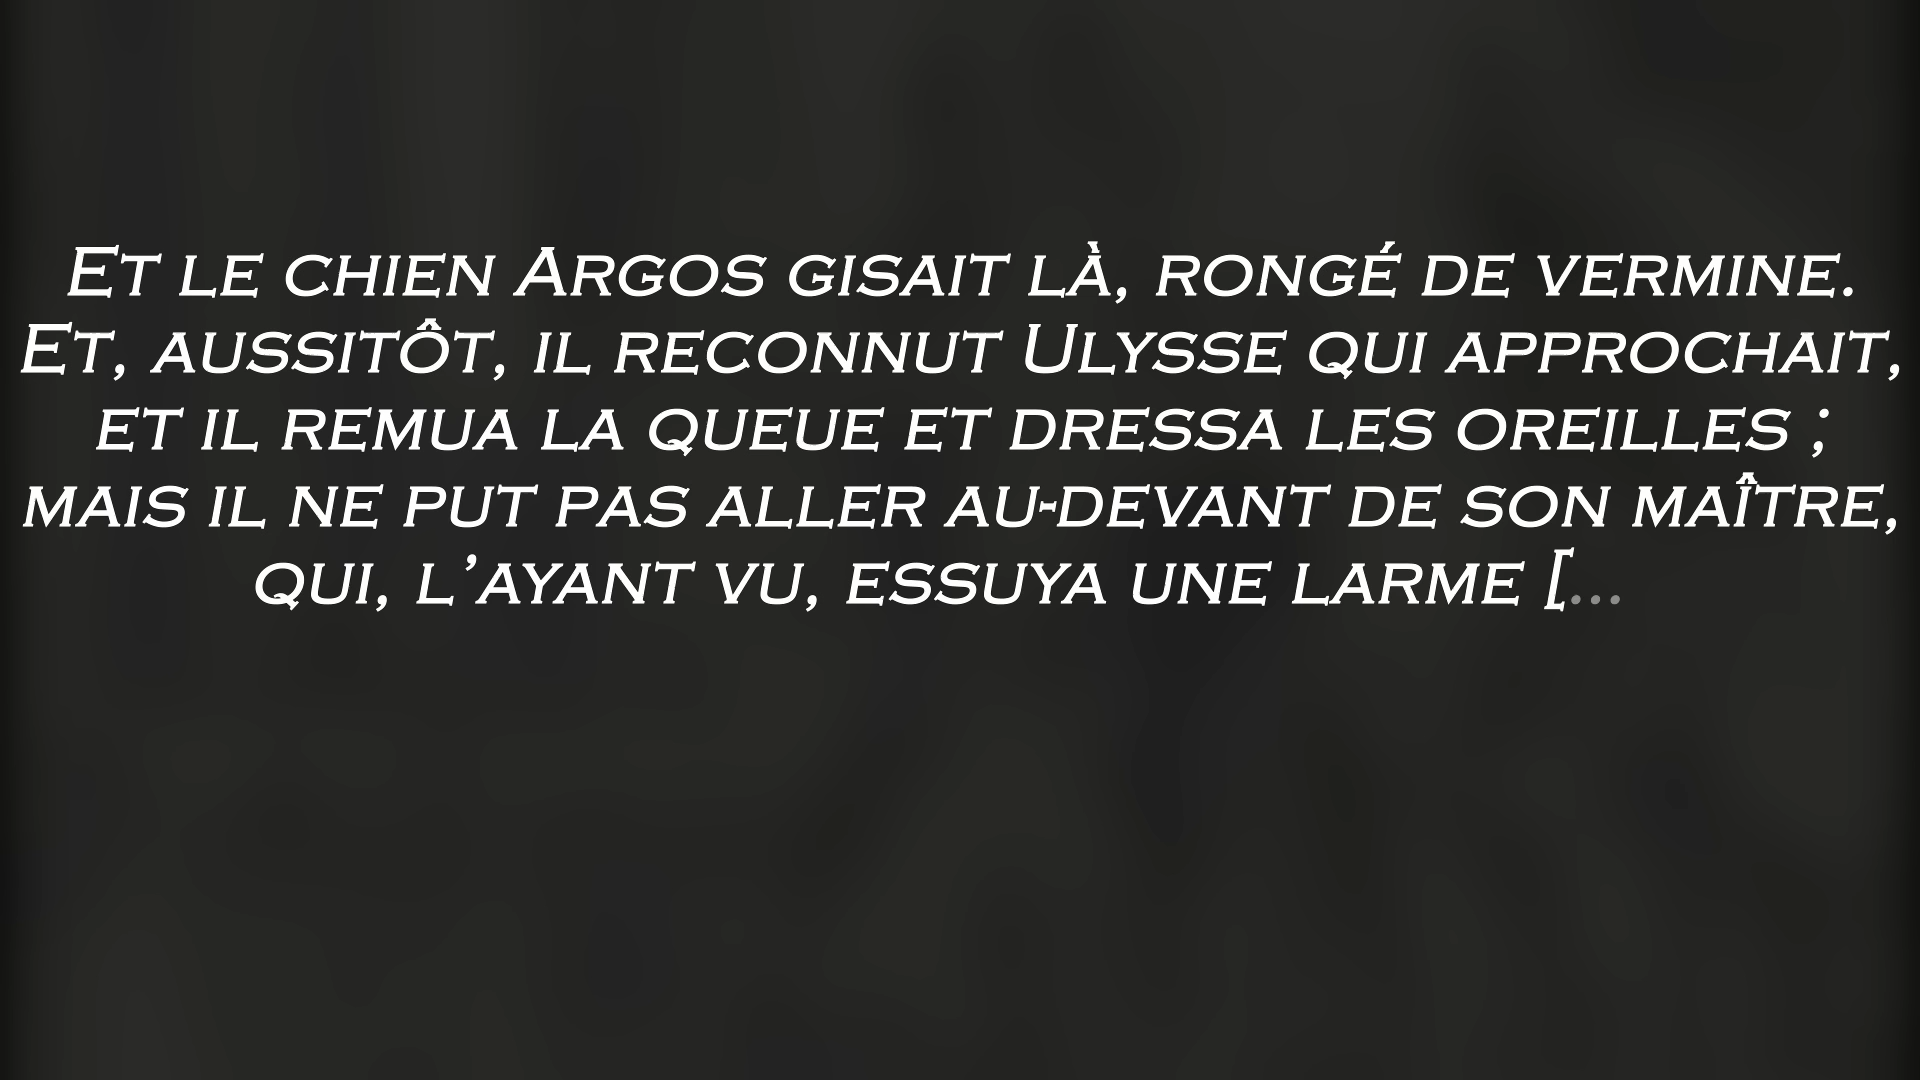 Et le chien Argos gisait là, rongé de vermine.
Et, aussitôt, il reconnut Ulysse qui approchait,
et il remua la queue et dressa les oreilles ;
mais il ne put pas aller au-devant de son maître,
qui, l’ayant vu, essuya une larme [...